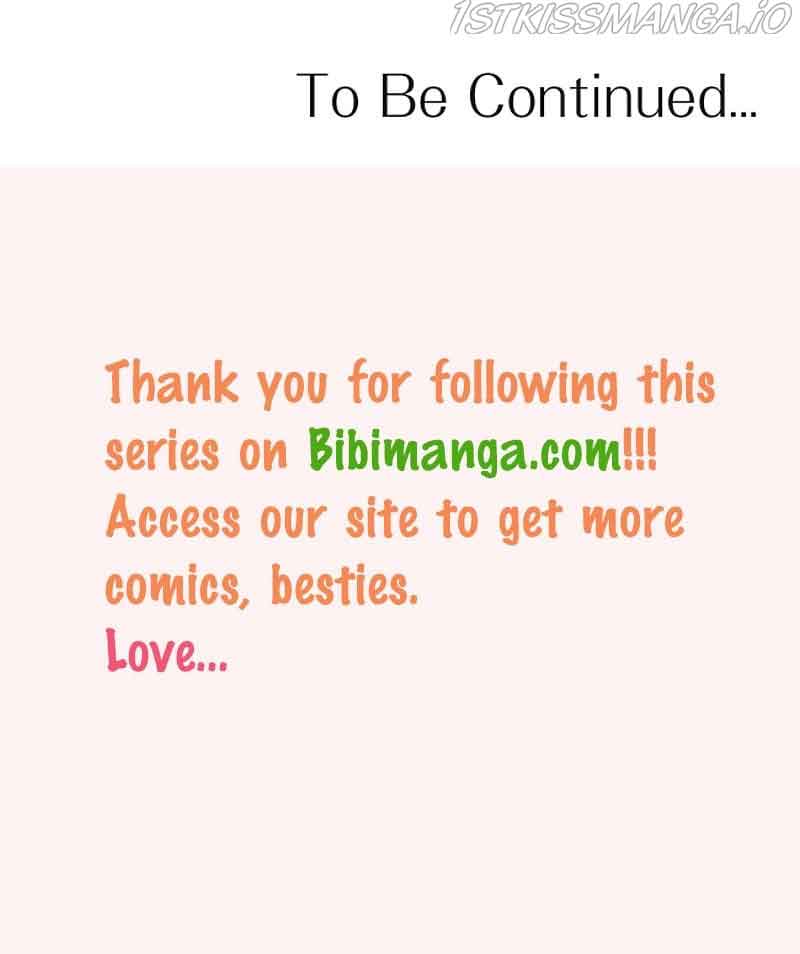 1STKISSMANGA.iO
To Be Continued...
Thank you for following this
series on Bibimanga.com!!!
Access our site to get more
comics, besties.
Love...